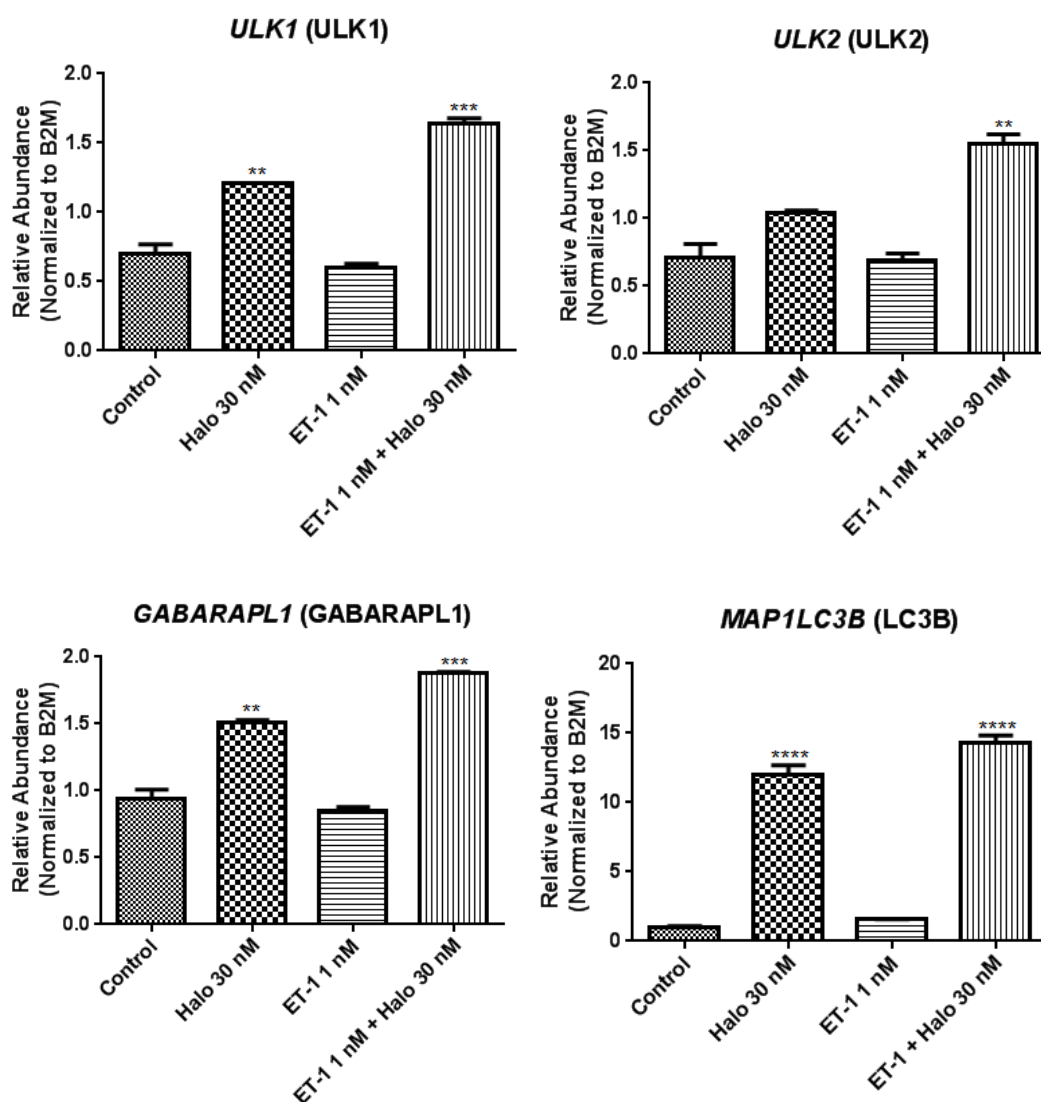 ULK1 (ULK1)
Relative Abundance
(Normalized to B2M)
2.0
1.5
1.0
0.5
0.0
**
***
Control
Halo 30 nM
ET-1 1 nM
ET-1 1 nM + Halo 30 nM
ULK2 (ULK2)
Relative Abundance
(Normalized to B2M)
2.0
1.5
1.0
0.5
0.0
**
Control
Halo 30 nM
ET-1 1 nM
ET-1 1 nM + Halo 30 nM
GABARAPL1 (GABARAPL1)
Relative Abundance
(Normalized to B2M)
2.0
1.5
1.0
0.5
0.0
**
***
Control
Halo 30 nM
ET-1 1 nM
ET-1 1 nM + Halo 30 nM
MAP1LC3B (LC3B)
Relative Abundance
(Normalized to B2M)
20
15
10
5
0
****
****
Control
Halo 30 nM
ET-1 1 nM
ET-1 + Halo 30 nM